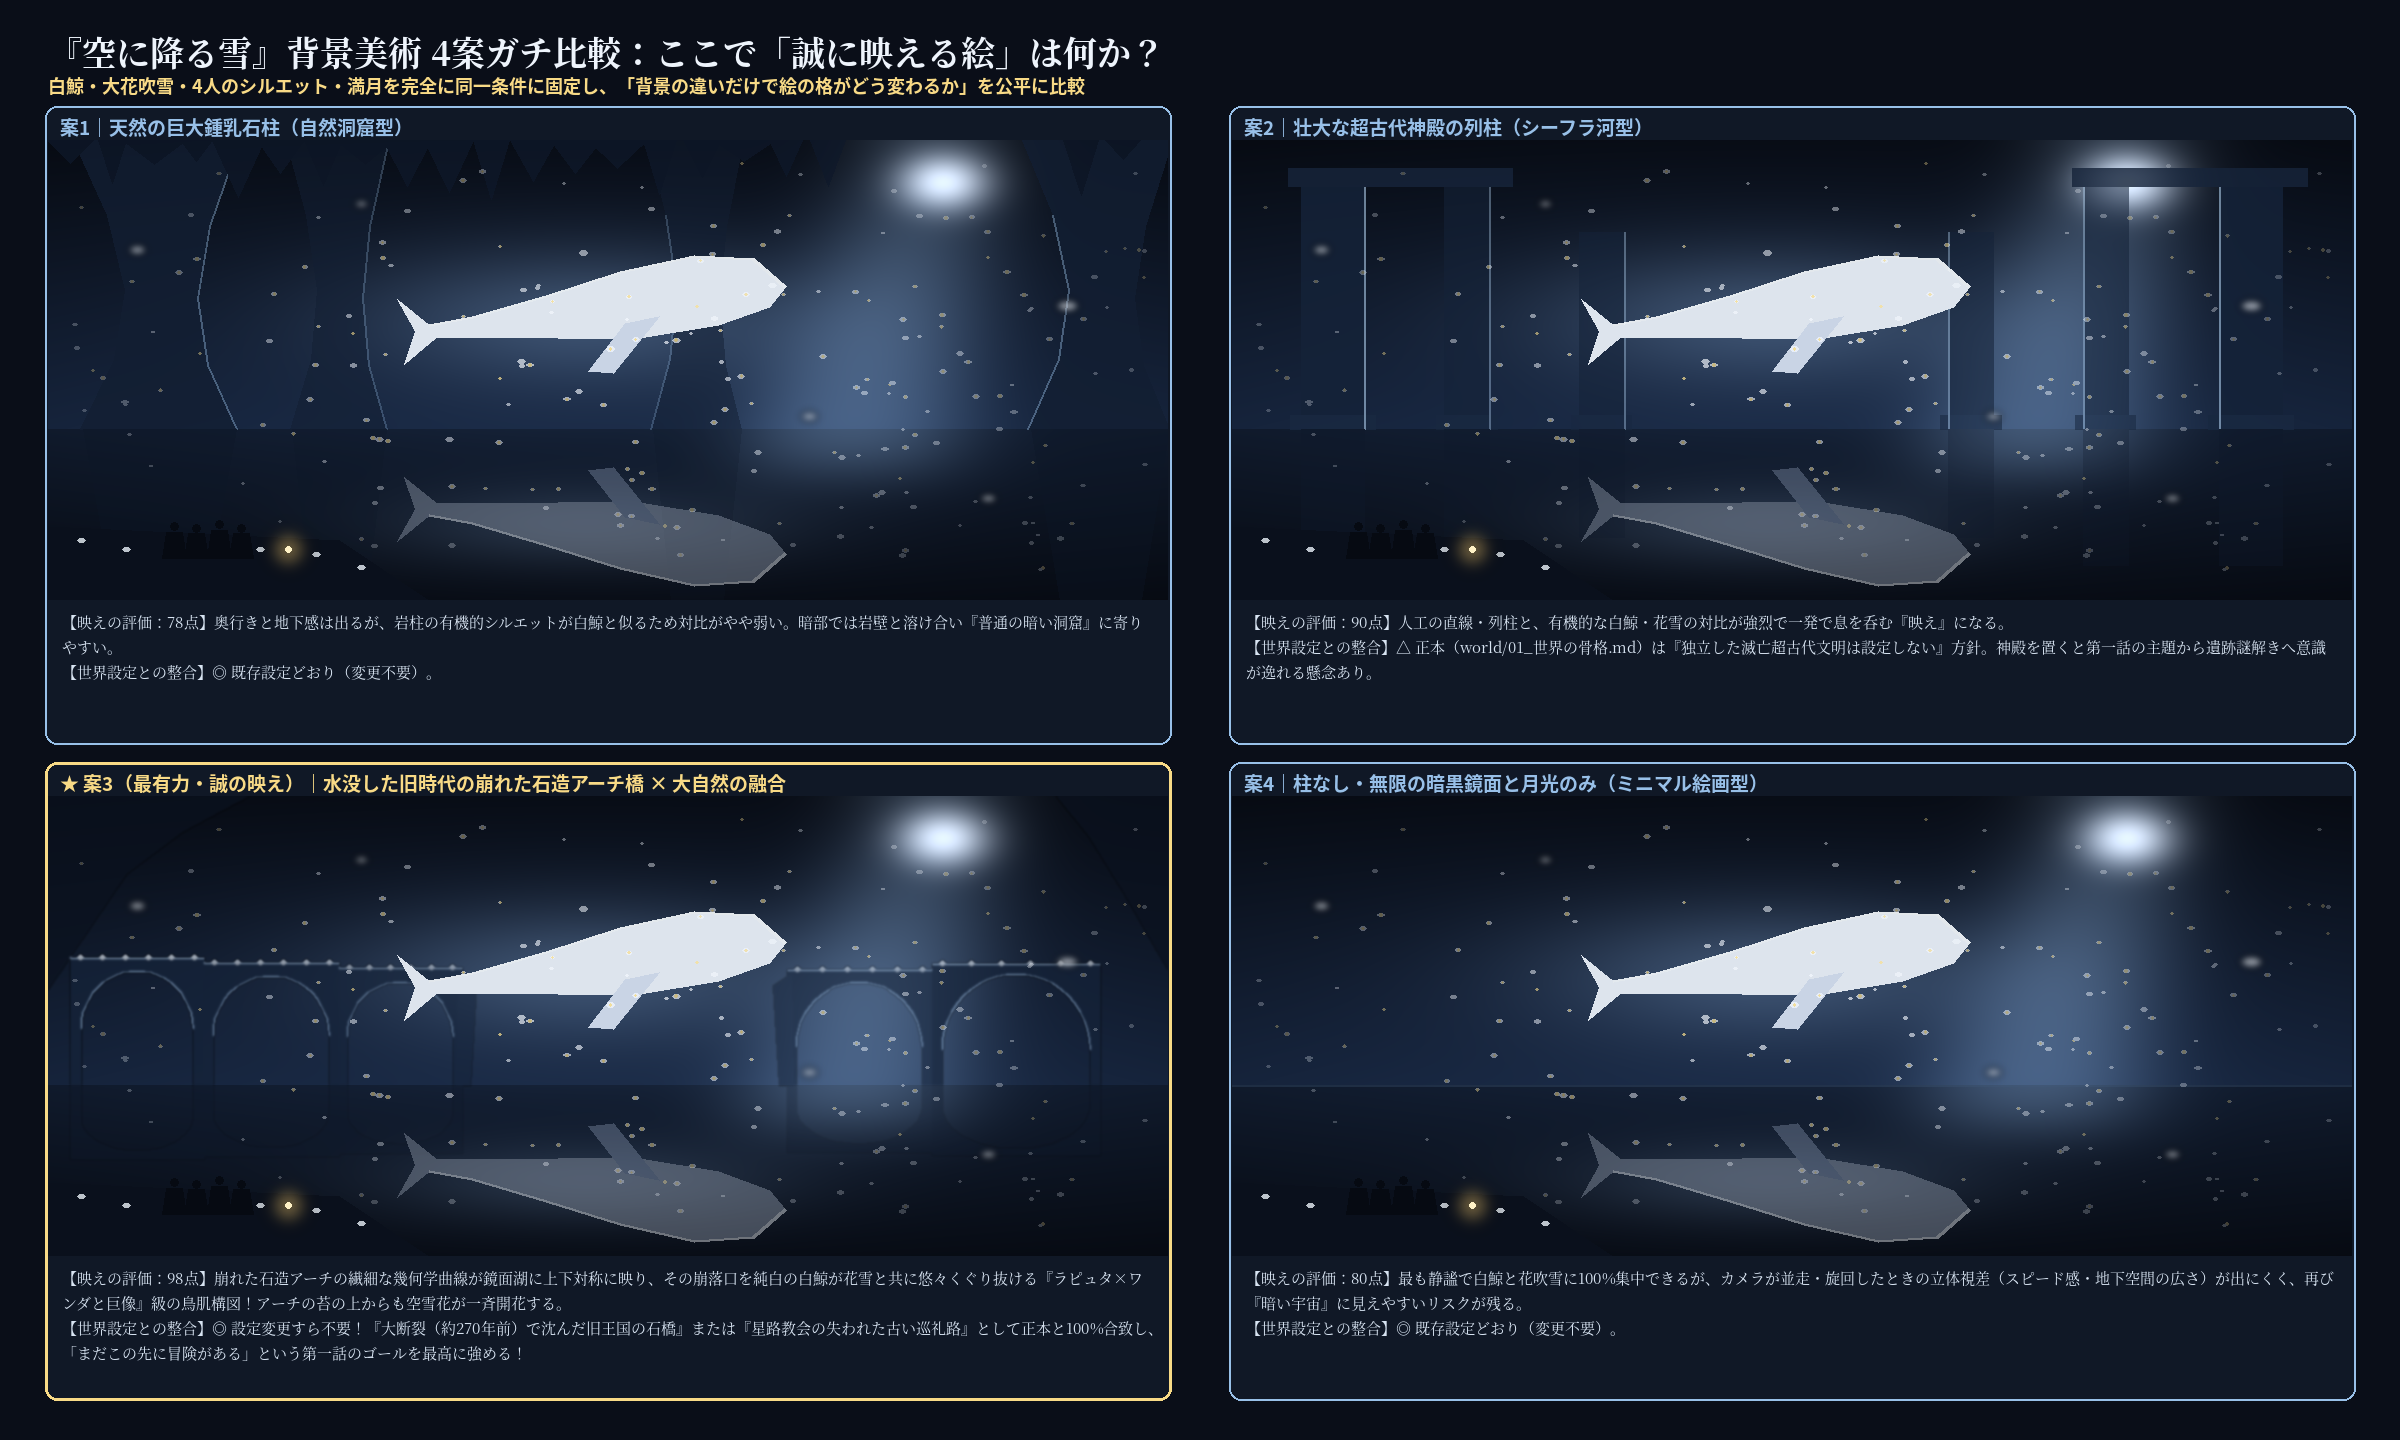 『空に降る雪』背景美術 4案ガチ比較：ここで「誠に映える絵」は何か？
白鯨・大花吹雪・4人のシルエット・満月を完全に同一条件に固定し、「背景の違いだけで絵の格がどう変わるか」を公平に比較
案1｜天然の巨大鍾乳石柱（自然洞窟型）
【映えの評価：78点】奥行きと地下感は出るが、岩柱の有機的シルエットが白鯨と似るため対比がやや弱い。暗部では岩壁と溶け合い『普通の暗い洞窟』に寄り
やすい。
【世界設定との整合】◎ 既存設定どおり（変更不要）。
案2｜壮大な超古代神殿の列柱（シーフラ河型）
【映えの評価：90点】人工の直線・列柱と、有機的な白鯨・花雪の対比が強烈で一発で息を呑む『映え』になる。
【世界設定との整合】△ 正本（world/01_世界の骨格.md）は『独立した滅亡超古代文明は設定しない』方針。神殿を置くと第一話の主題から遺跡謎解きへ意識
が逸れる懸念あり。
★ 案3（最有力・誠の映え）｜水没した旧時代の崩れた石造アーチ橋 × 大自然の融合
【映えの評価：98点】崩れた石造アーチの繊細な幾何学曲線が鏡面湖に上下対称に映り、その崩落口を純白の白鯨が花雪と共に悠々くぐり抜ける『ラピュタ×ワ
ンダと巨像』級の鳥肌構図！アーチの苔の上からも空雪花が一斉開花する。
【世界設定との整合】◎ 設定変更すら不要！『大断裂（約270年前）で沈んだ旧王国の石橋』または『星路教会の失われた古い巡礼路』として正本と100%合致し、
「まだこの先に冒険がある」という第一話のゴールを最高に強める！
案4｜柱なし・無限の暗黒鏡面と月光のみ（ミニマル絵画型）
【映えの評価：80点】最も静謐で白鯨と花吹雪に100%集中できるが、カメラが並走・旋回したときの立体視差（スピード感・地下空間の広さ）が出にくく、再び
『暗い宇宙』に見えやすいリスクが残る。
【世界設定との整合】◎ 既存設定どおり（変更不要）。